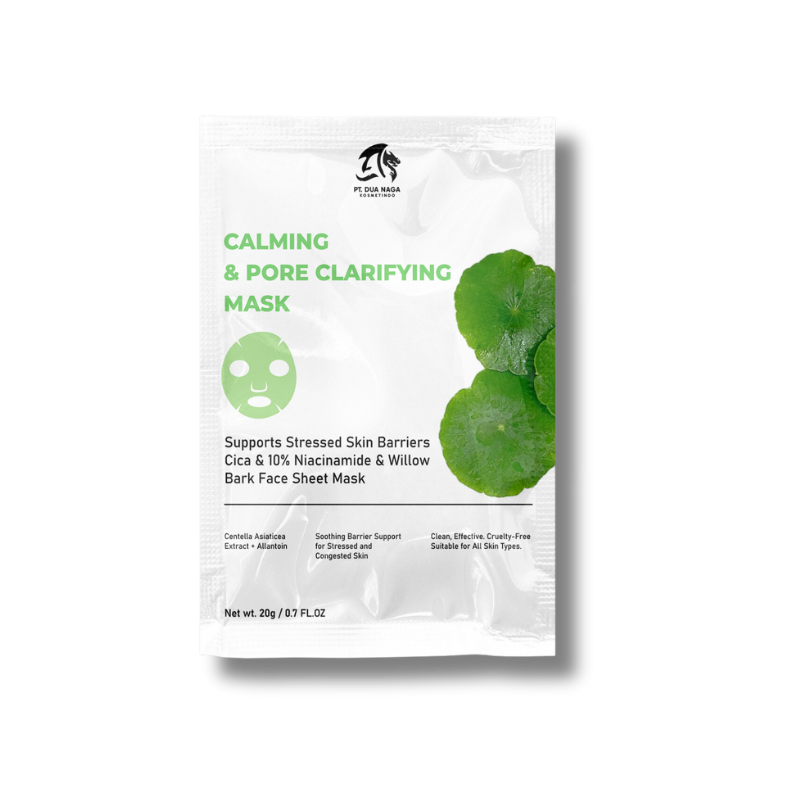 PT. DUA NAGA
KOSMETINDO
CALMING
& PORE CLARIFYING
MASK
Supports Stressed Skin Barriers
Cica & 10% Niacinamide & Willow
Bark Face Sheet Mask
Centella Asiaticea
Extract + Allantoin
Soothing Barrier Support
for Stressed and
Congested Skin
Clean, Effective. Cruelty-Free
Suitable for All Skin Types.
Net wt. 20g / 0.7 FL.OZ